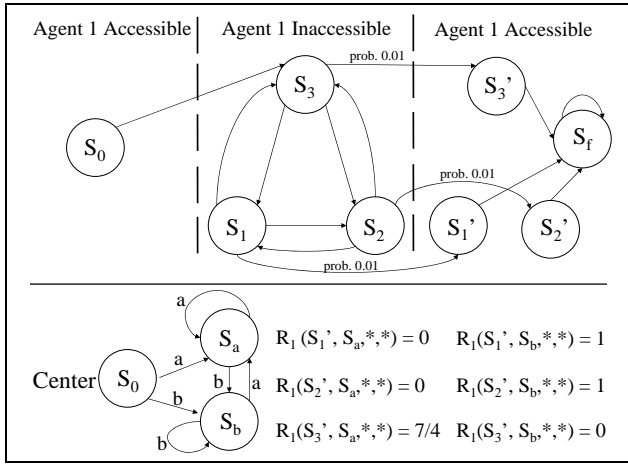 Agent 1 Accessible
Agent 1 Inaccessible
Agent 1 Accessible
prob. 0.01
S3
S3’
S0
Sf
prob. 0.01
S1
S2
S1’
S2’
prob. 0.01
a
Sa
R1 (S1’, Sa,*,*) = 0 R1(S1’, Sb,*,*) = 1
a
Center S0
b a
R1(S2’, Sa,*,*) = 0 R1(S2’, Sb,*,*) = 1
b
b
Sb
R1(S3’, Sa,*,*) = 7/4 R1(S3’, Sb,*,*) = 0